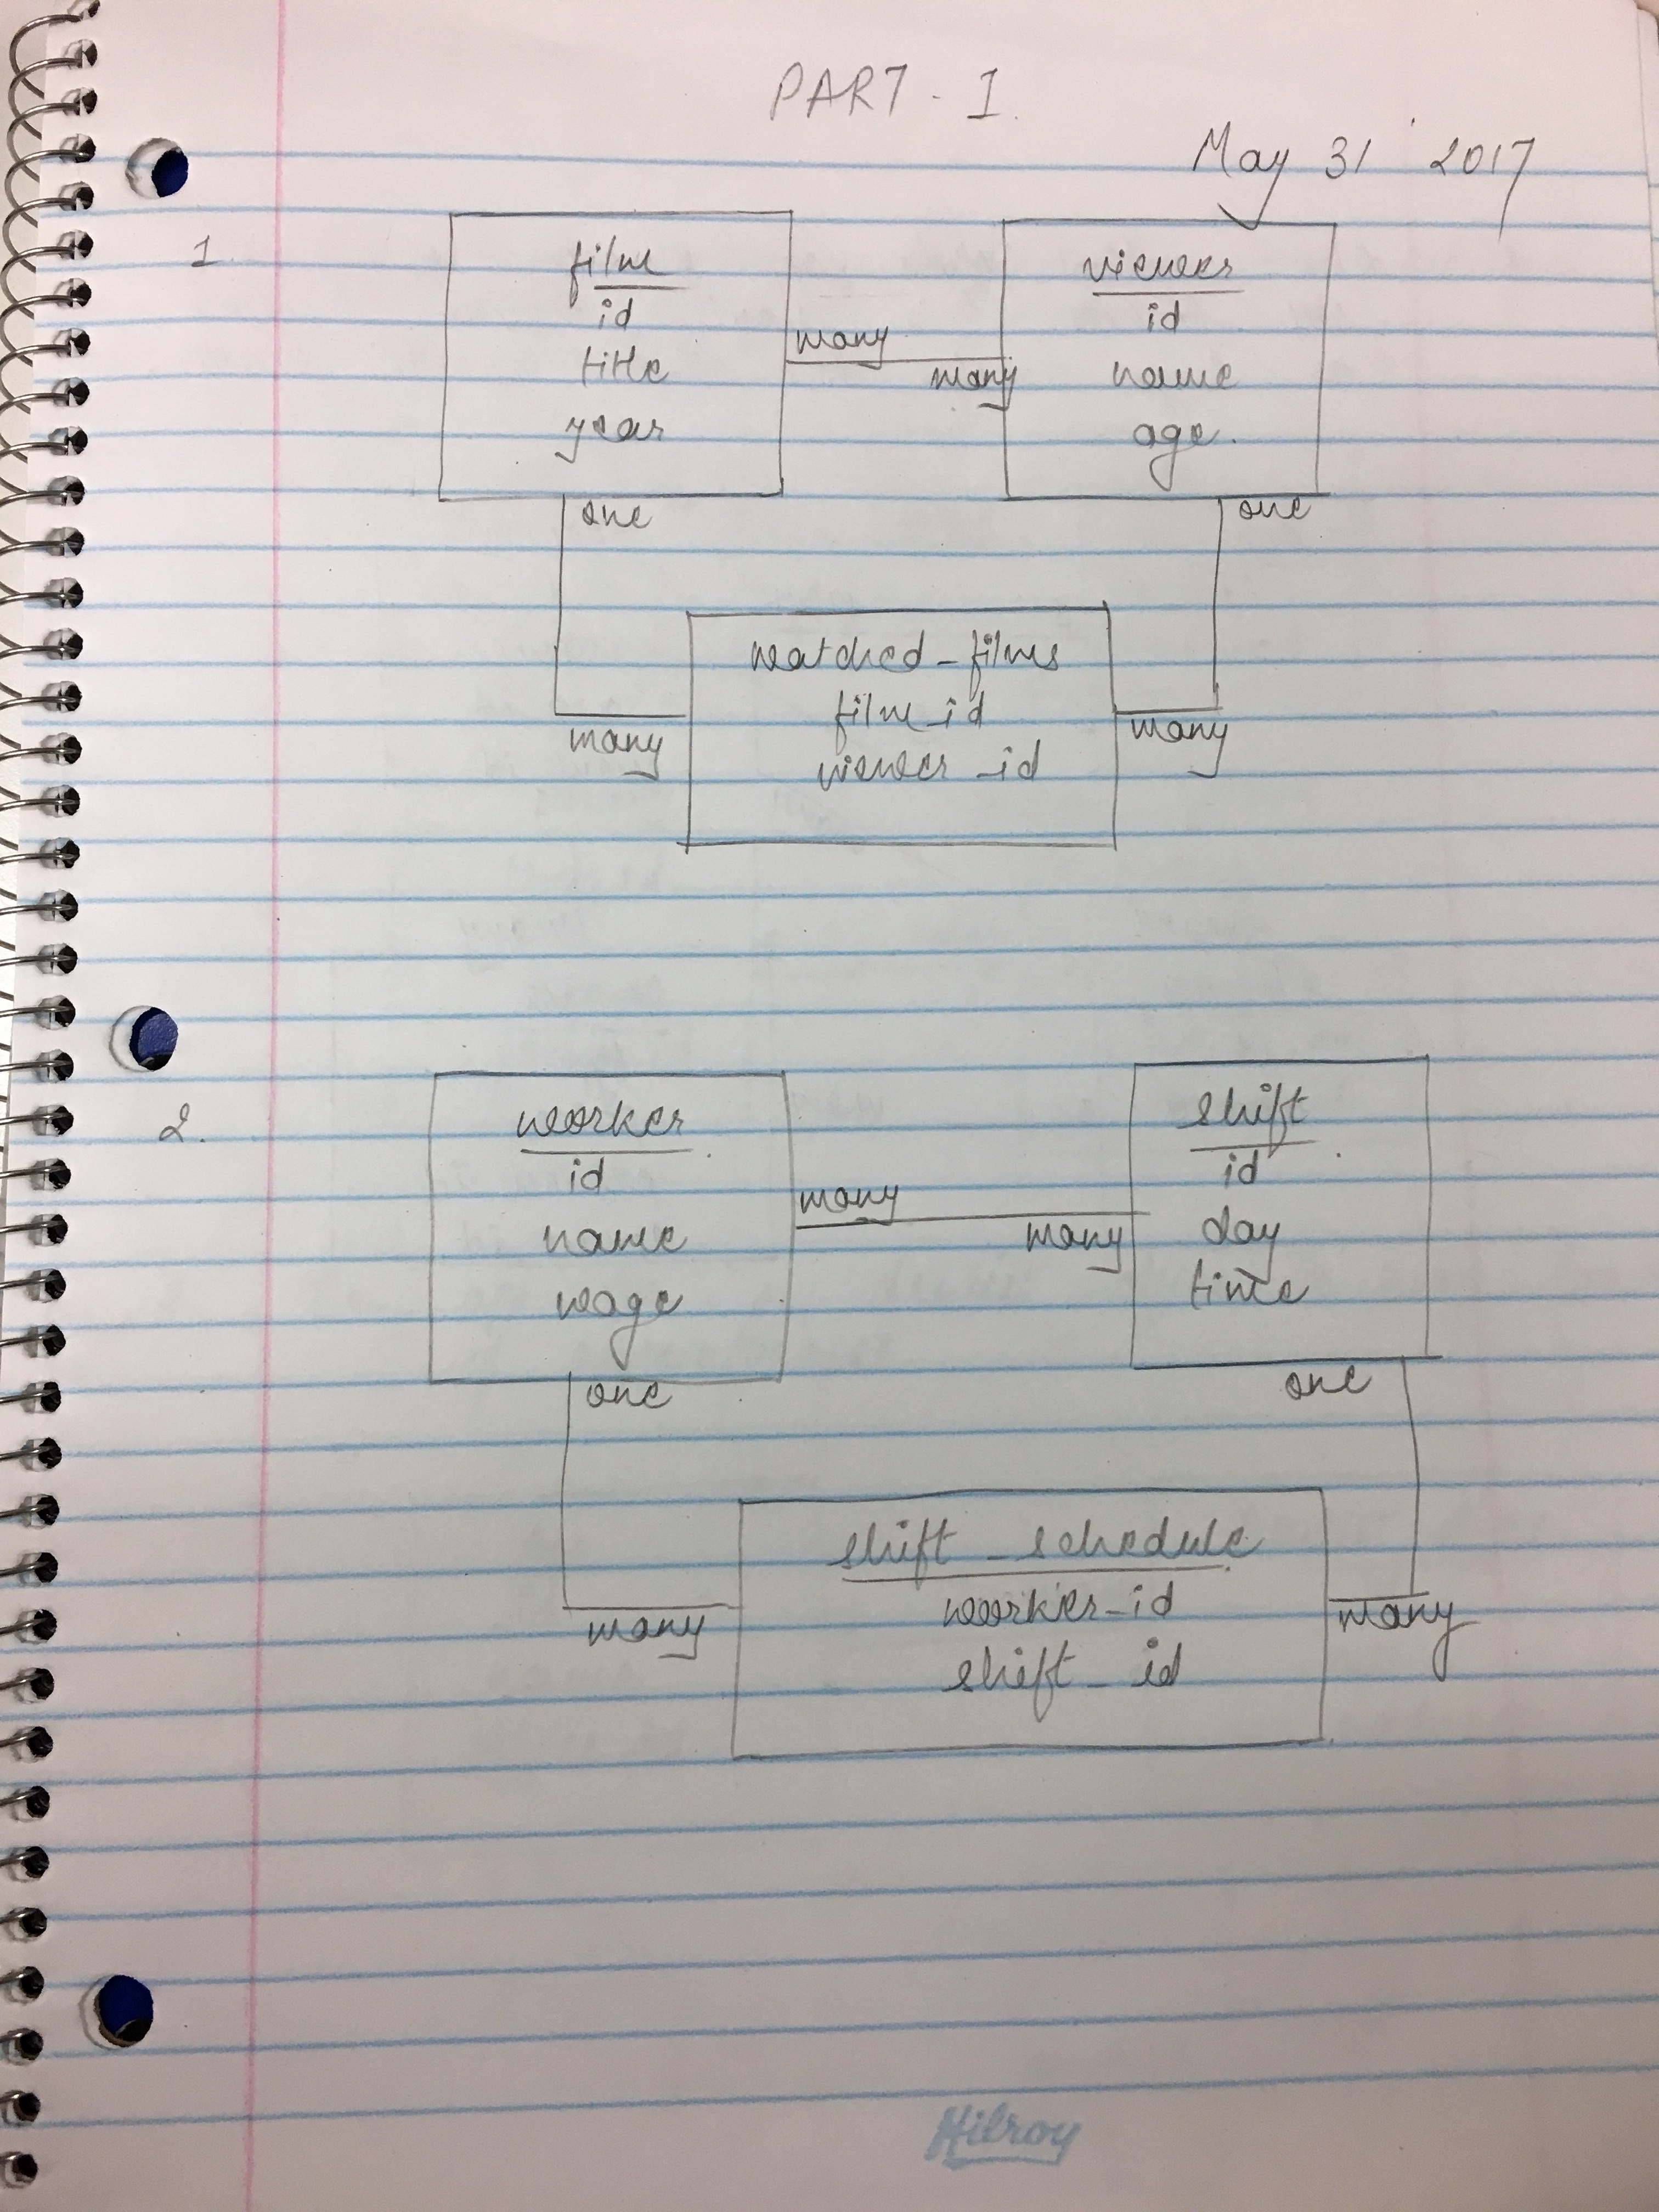 PART - I.
May 31 2017
1.
film
id
title
year
many
many
viewer
id
name
age.
one
one
watched_films
film_id
viewer_id
many
many
2.
worker
id
name
wage
many
many
shift
id
day
time
one
one
shift_schedule
worker_id
shift_id
many
many
Hilroy